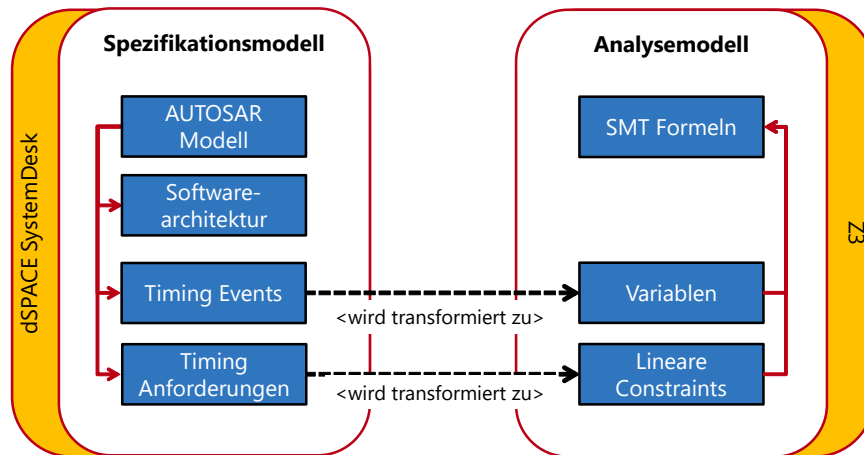 Spezifikationsmodell
AUTOSAR
Modell
Software-
architektur
Timing Events
Timing
Anforderungen
dSPACE SystemDesk
<wird transformiert zu>
<wird transformiert zu>
Analysemodell
SMT Formeln
Variablen
Lineare
Constraints
Z3